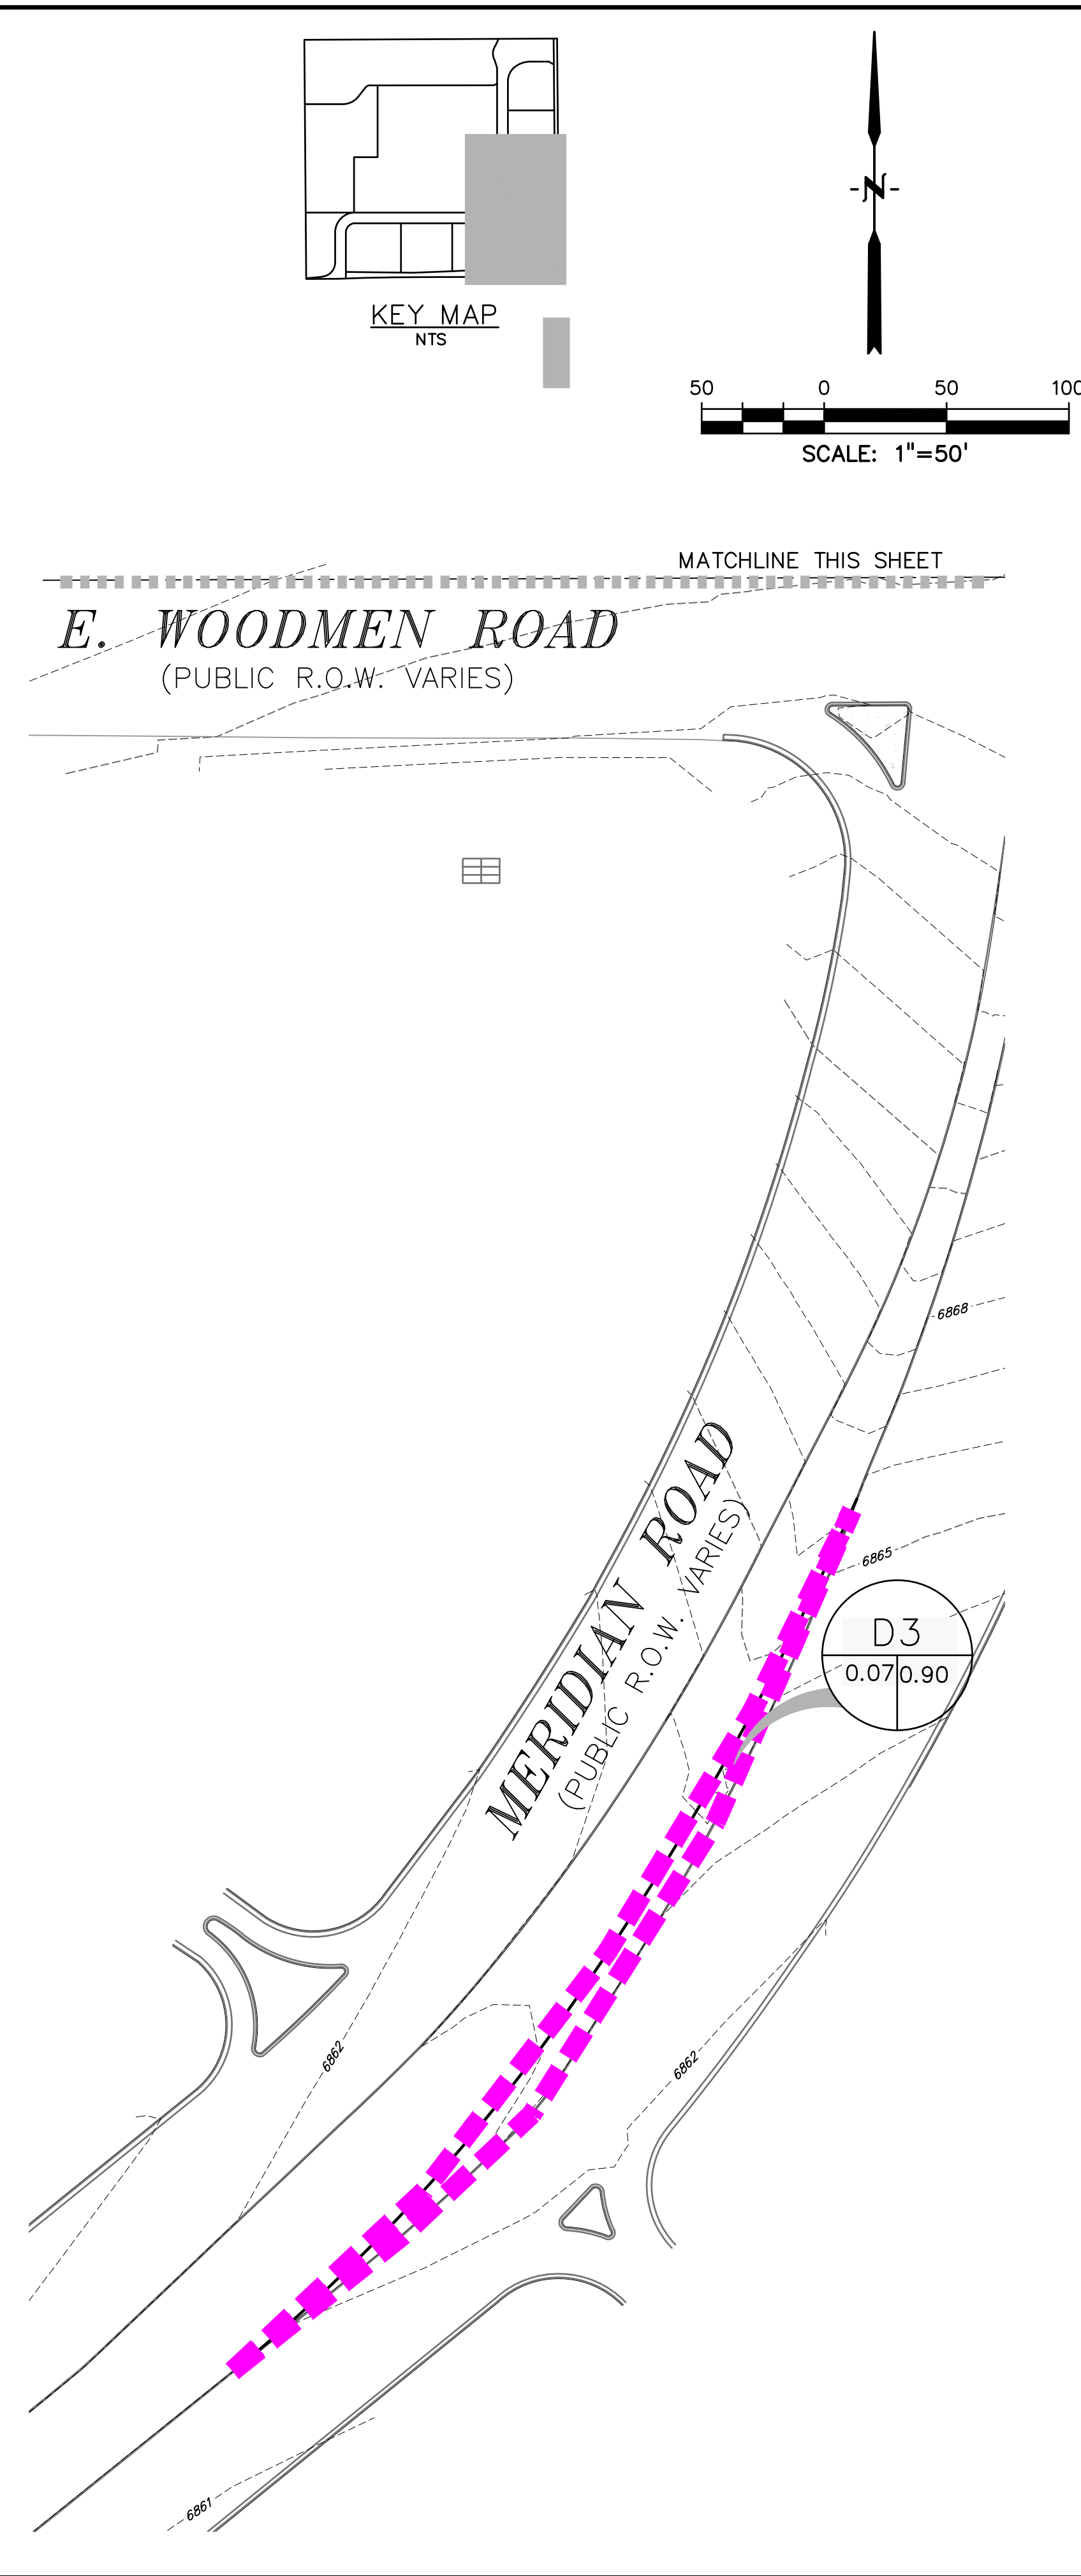 KEY MAP
NTS
N
50 0 50 100
SCALE: 1"=50'
MATCHLINE THIS SHEET
E. WOODMEN ROAD
(PUBLIC R.O.W. VARIES)
6868
MERIDIAN ROAD
(PUBLIC R.O.W. VARIES)
6865
D3
0.07 0.90
6862
6862
6861